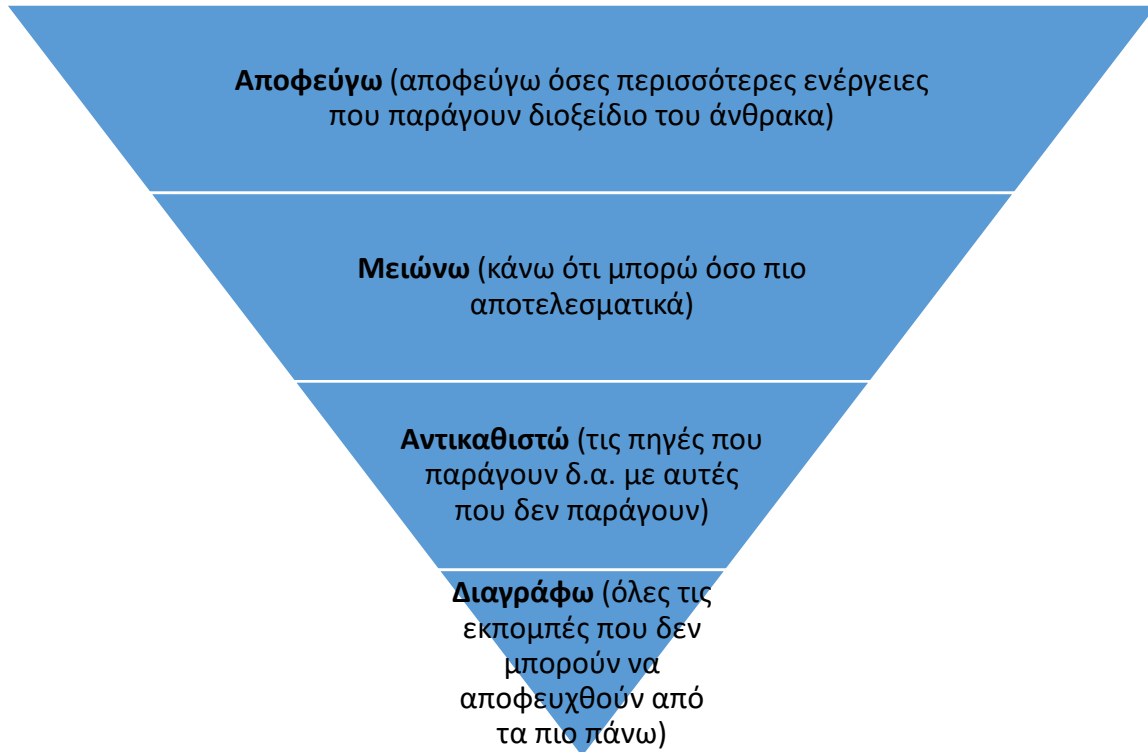 Αποφεύγω (αποφεύγω όσες περισσότερες ενέργειες
που παράγουν διοξείδιο του άνθρακα)
Μειώνω (κάνω ότι μπορώ όσο πιο
αποτελεσματικά)
Αντικαθιστώ (τις πηγές που
παράγουν δ.α. με αυτές
που δεν παράγουν)
Διαγράφω (όλες τις
εκπομπές που δεν
μπορούν να
αποφευχθούν από
τα πιο πάνω)